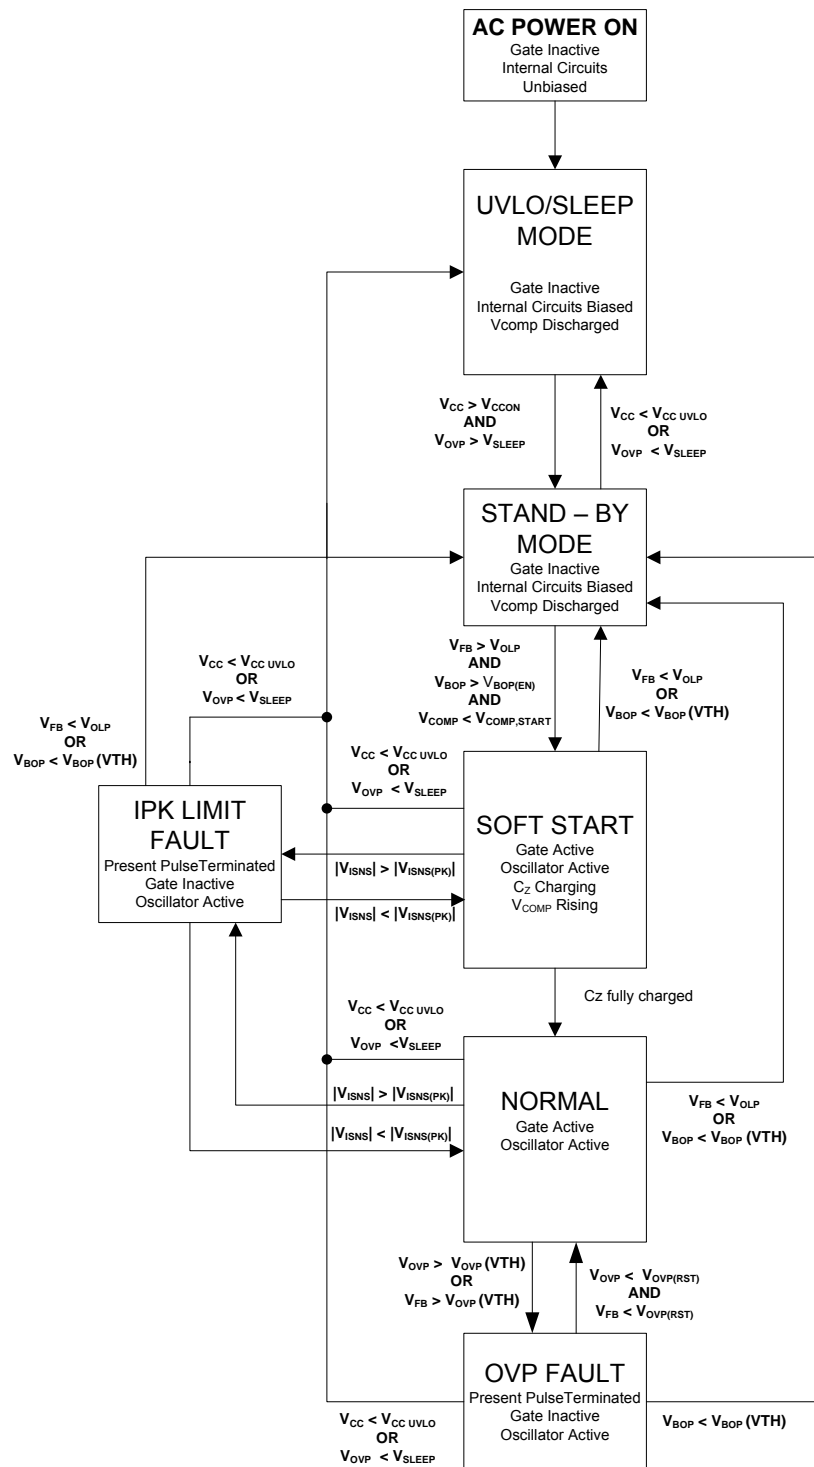 AC POWER ON
Gate Inactive
Internal Circuits
Unbiased
UVLO/SLEEP
MODE
Gate Inactive
Internal Circuits Biased
Vcomp Discharged
VCC > VCCON
AND
VOVP > VSLEEP
VCC < VCC UVLO
OR
VOVP < VSLEEP
STAND – BY
MODE
Gate Inactive
Internal Circuits Biased
Vcomp Discharged
VFB > VOLP
AND
VBOP > VBOP(EN)
AND
VCOMP < VCOMP,START
VFB < VOLP
OR
VBOP < VBOP (VTH)
VCC < VCC UVLO
OR
VOVP < VSLEEP
VFB < VOLP
OR
VBOP < VBOP (VTH)
VCC < VCC UVLO
OR
VOVP < VSLEEP
IPK LIMIT
FAULT
Present PulseTerminated
Gate Inactive
Oscillator Active
SOFT START
Gate Active
Oscillator Active
CZ Charging
VCOMP Rising
|VISNS| > |VISNS(PK)|
|VISNS| < |VISNS(PK)|
Cz fully charged
VCC < VCC UVLO
OR
VOVP <VSLEEP
|VISNS| > |VISNS(PK)|
|VISNS| < |VISNS(PK)|
NORMAL
Gate Active
Oscillator Active
VFB < VOLP
OR
VBOP < VBOP (VTH)
VOVP > VOVP (VTH)
OR
VFB > VOVP (VTH)
VOVP < VOVP(RST)
AND
VFB < VOVP(RST)
OVP FAULT
Present PulseTerminated
Gate Inactive
Oscillator Active
VCC < VCC UVLO
OR
VOVP < VSLEEP
VBOP < VBOP (VTH)